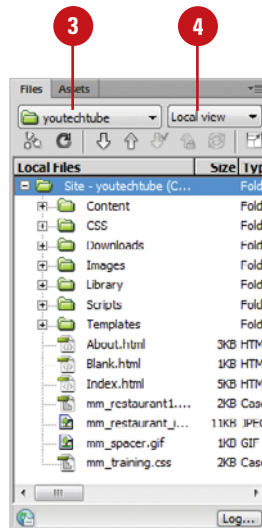 3 4
Files Assets
youtechtube Local view
Local Files Size Typ
Site - youtechtube (C... Fold
Content Fold
CSS Fold
Downloads Fold
Images Fold
Library Fold
Scripts Fold
Templates Fold
About.html 3KB HTM
Blank.html 1KB HTM
Index.html 5KB HTM
mm_restaurant1.... 2KB Casc
mm_restaurant_i... 11KB JPEG
mm_spacer.gif 1KB GIF
mm_training.css 2KB Casc
Log...